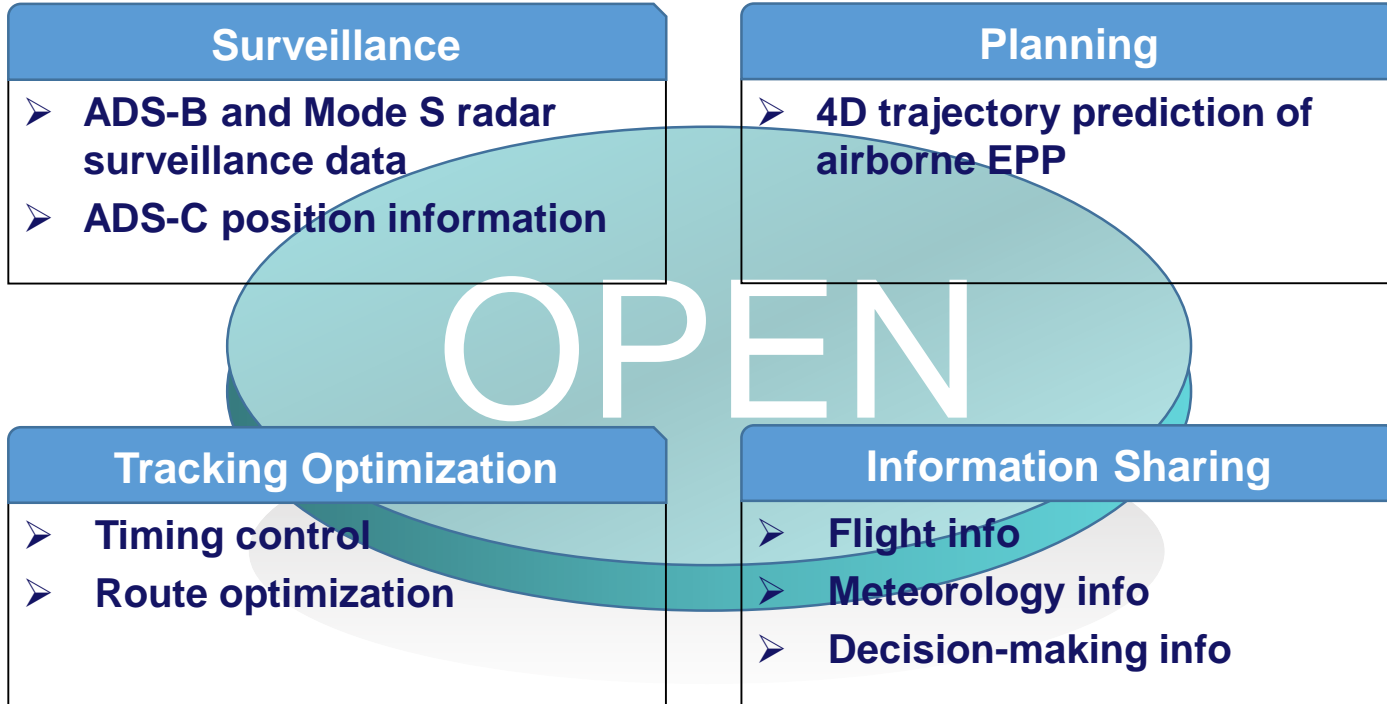 Surveillance
➢ ADS-B and Mode S radar
surveillance data
➢ ADS-C position information
Planning
➢ 4D trajectory prediction of
airborne EPP
OPEN
Tracking Optimization
➢ Timing control
➢ Route optimization
Information Sharing
➢ Flight info
➢ Meteorology info
➢ Decision-making info